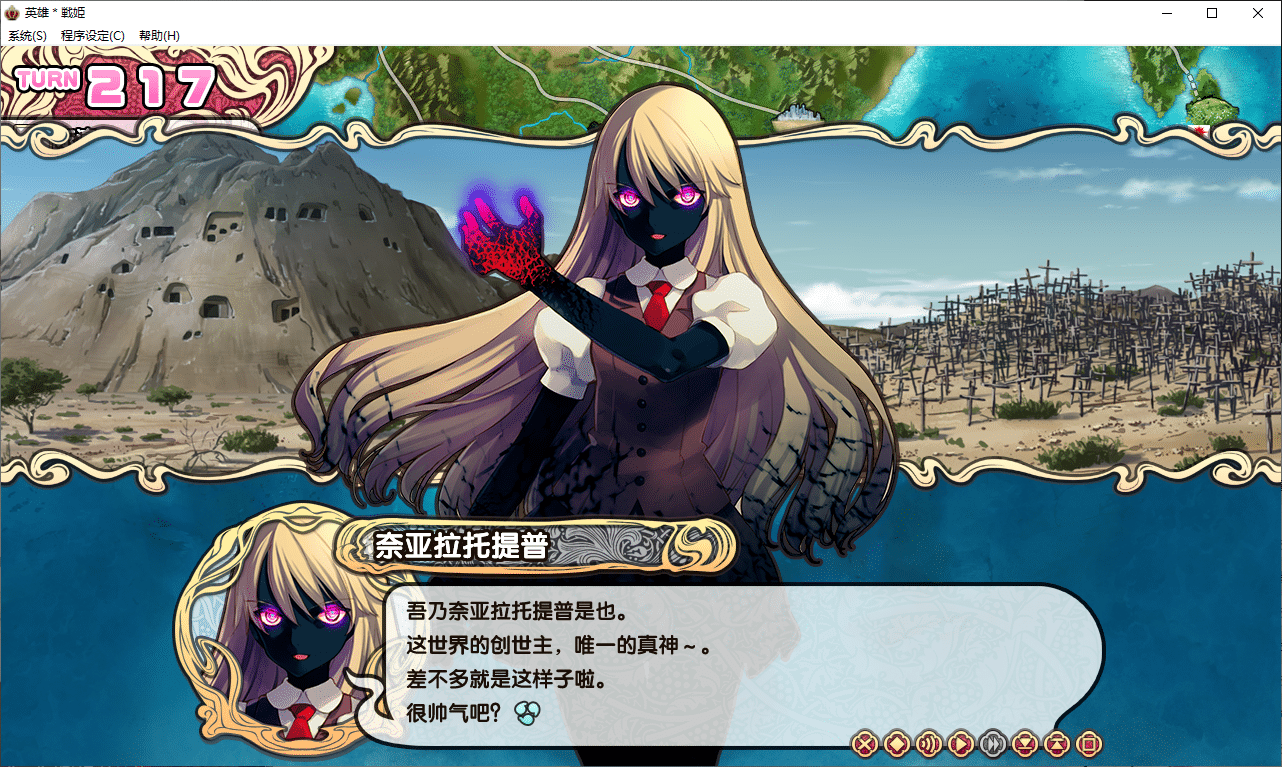 英雄*戦姫
系统(S) 程序设定(C) 帮助(H)
TURN 217
奈亚拉托提普
吾乃奈亚拉托提普是也。
这世界的创世主，唯一的真神～。
差不多就是这样子啦。
很帅气吧？